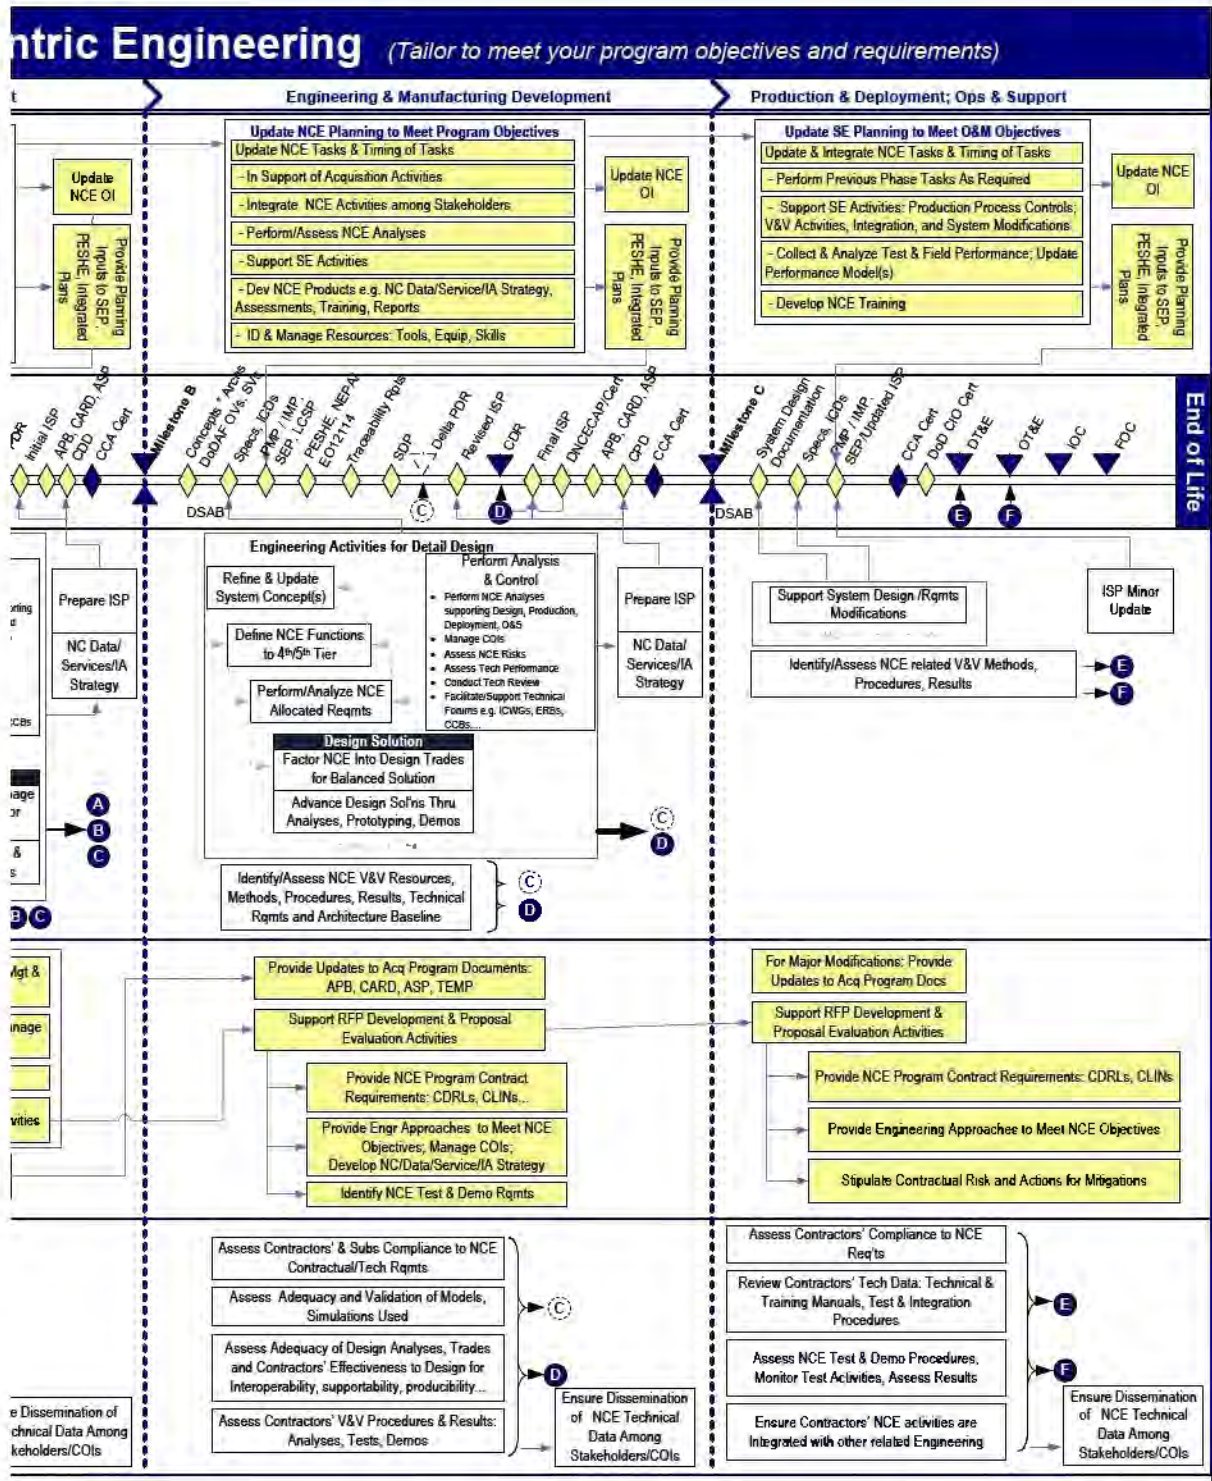 ntric Engineering (Tailor to meet your program objectives and requirements)
t
Engineering & Manufacturing Development
Production & Deployment; Ops & Support
Update
NCE OI
Provide Planning
Inputs to SEP,
PESHE, Integrated
Plans
Update NCE Planning to Meet Program Objectives
Update NCE Tasks & Timing of Tasks
- In Support of Acquisition Activities
- Integrate NCE Activities among Stakeholders
- Perform/Assess NCE Analyses
- Support SE Activities
- Dev NCE Products e.g. NC Data/Service/IA Strategy,
Assessments, Training, Reports
- ID & Manage Resources: Tools, Equip, Skills
Update NCE
OI
Provide Planning
Inputs to SEP,
PESHE, Integrated
Plans
Update SE Planning to Meet O&M Objectives
Update & Integrate NCE Tasks & Timing of Tasks
- Perform Previous Phase Tasks As Required
- Support SE Activities: Production Process Controls;
V&V Activities, Integration, and System Modifications
- Collect & Analyze Test & Field Performance; Update
Performance Model(s)
- Develop NCE Training
Update NCE
OI
Provide Planning
Inputs to SEP,
PESHE, Integrated
Plans
PDR
Initial ISP
APB, CARD, ASP
CDD
CCA Cert
Milestone B
Concepts * Archs
DoDAF OVs, SVs
Specs, ICDs
PMP / IMP,
SEP, LCSP
PESHE, NEPA/
EO12114
Traceability Rpts
SDP
Delta PDR
Revised ISP
CDR
Final ISP
DNCECAP/Cert
APB, CARD, ASP
CPD
CCA Cert
Milestone C
System Design
Documentation
Specs, ICDs
MP / IMP
SEP/Updated ISP
CCA Cert
DoD CIO Cert
DT&E
OT&E
IOC
FOC
End of Life
DSAB
C
D
DSAB
E
F
Prepare ISP
NC Data/
Services/IA
Strategy
CCBs
A
B
C
&
B C
Engineering Activities for Detail Design
Refine & Update
System Concept(s)
Define NCE Functions
to 4th/5th Tier
Perform/Analyze NCE
Allocated Reqmts
Design Solution
Factor NCE Into Design Trades
for Balanced Solution
Advance Design Sol'ns Thru
Analyses, Prototyping, Demos
Perform Analysis
& Control
• Perform NCE Analyses
supporting Design, Production,
Deployment, O&S
• Manage COIs
• Assess NCE Risks
• Assess Tech Performance
• Conduct Tech Review
• Facilitate/Support Technical
Forums e.g. ICWGs, ERBs,
CCBs....
Prepare ISP
NC Data/
Services/IA
Strategy
C
D
Identify/Assess NCE V&V Resources,
Methods, Procedures, Results, Technical
Rqmts and Architecture Baseline
C
D
Support System Design /Rqmts
Modifications
ISP Minor
Update
Identify/Assess NCE related V&V Methods,
Procedures, Results
E
F
Mgt &
nage
vities
Provide Updates to Acq Program Documents:
APB, CARD, ASP, TEMP
Support RFP Development & Proposal
Evaluation Activities
Provide NCE Program Contract
Requirements: CDRLs, CLINs...
Provide Engr Approaches to Meet NCE
Objectives; Manage COIs;
Develop NC/Data/Service/IA Strategy
Identify NCE Test & Demo Rqmts
For Major Modifications: Provide
Updates to Acq Program Docs
Support RFP Development &
Proposal Evaluation Activities
Provide NCE Program Contract Requirements: CDRLs, CLINs
Provide Engineering Approaches to Meet NCE Objectives
Stipulate Contractual Risk and Actions for Mitigations
e Dissemination of
chnical Data Among
keholders/COIs
Assess Contractors' & Subs Compliance to NCE
Contractual/Tech Rqmts
Assess Adequacy and Validation of Models,
Simulations Used
Assess Adequacy of Design Analyses, Trades
and Contractors' Effectiveness to Design for
Interoperability, supportability, producibility...
Assess Contractors' V&V Procedures & Results:
Analyses, Tests, Demos
C
D
Ensure Dissemination
of NCE Technical
Data Among
Stakeholders/COIs
Assess Contractors' Compliance to NCE
Req'ts
Review Contractors' Tech Data: Technical &
Training Manuals, Test & Integration
Procedures
Assess NCE Test & Demo Procedures,
Monitor Test Activities, Assess Results
Ensure Contractors' NCE activities are
Integrated with other related Engineering
E
F
Ensure Dissemination
of NCE Technical
Data Among
Stakeholders/COIs